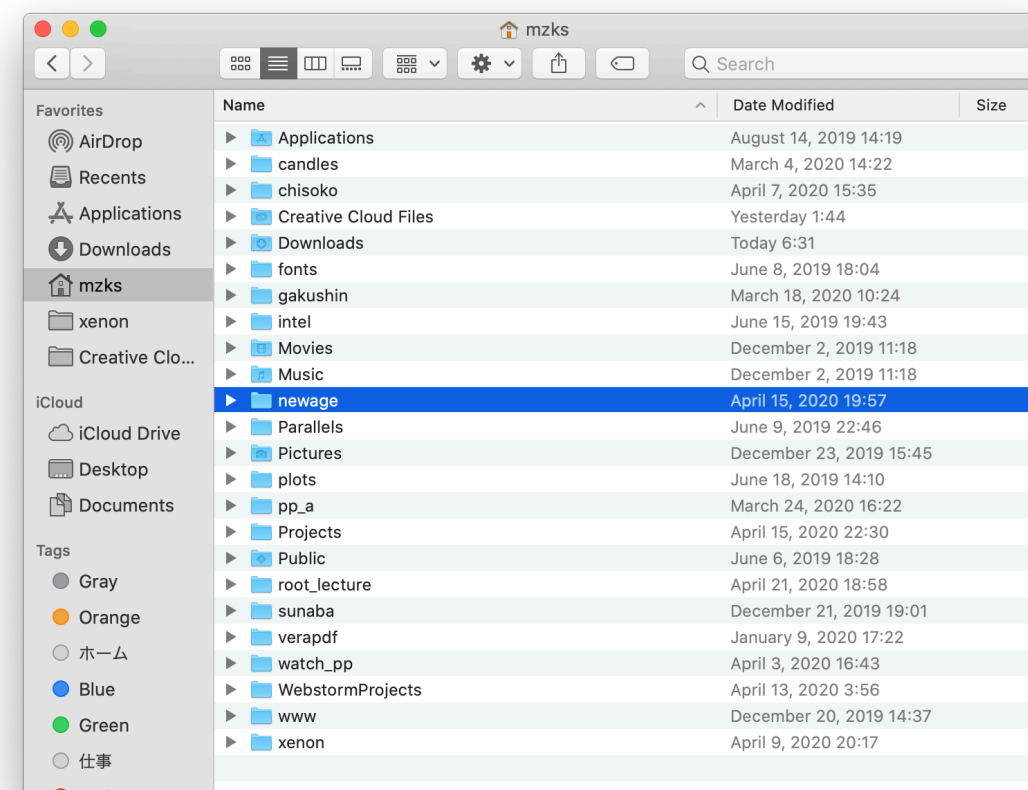 mzks
Search
Favorites
AirDrop
Recents
Applications
Downloads
mzks
xenon
Creative Clo...
iCloud
iCloud Drive
Desktop
Documents
Tags
Gray
Orange
ホーム
Blue
Green
仕事
Name Date Modified Size
Applications August 14, 2019 14:19
candles March 4, 2020 14:22
chisoko April 7, 2020 15:35
Creative Cloud Files Yesterday 1:44
Downloads Today 6:31
fonts June 8, 2019 18:04
gakushin March 18, 2020 10:24
intel June 15, 2019 19:43
Movies December 2, 2019 11:18
Music December 2, 2019 11:18
newage April 15, 2020 19:57
Parallels June 9, 2019 22:46
Pictures December 23, 2019 15:45
plots June 18, 2019 14:10
pp_a March 24, 2020 16:22
Projects April 15, 2020 22:30
Public June 6, 2019 18:28
root_lecture April 21, 2020 18:58
sunaba December 21, 2019 19:01
verapdf January 9, 2020 17:22
watch_pp April 3, 2020 16:43
WebstormProjects April 13, 2020 3:56
www December 20, 2019 14:37
xenon April 9, 2020 20:17